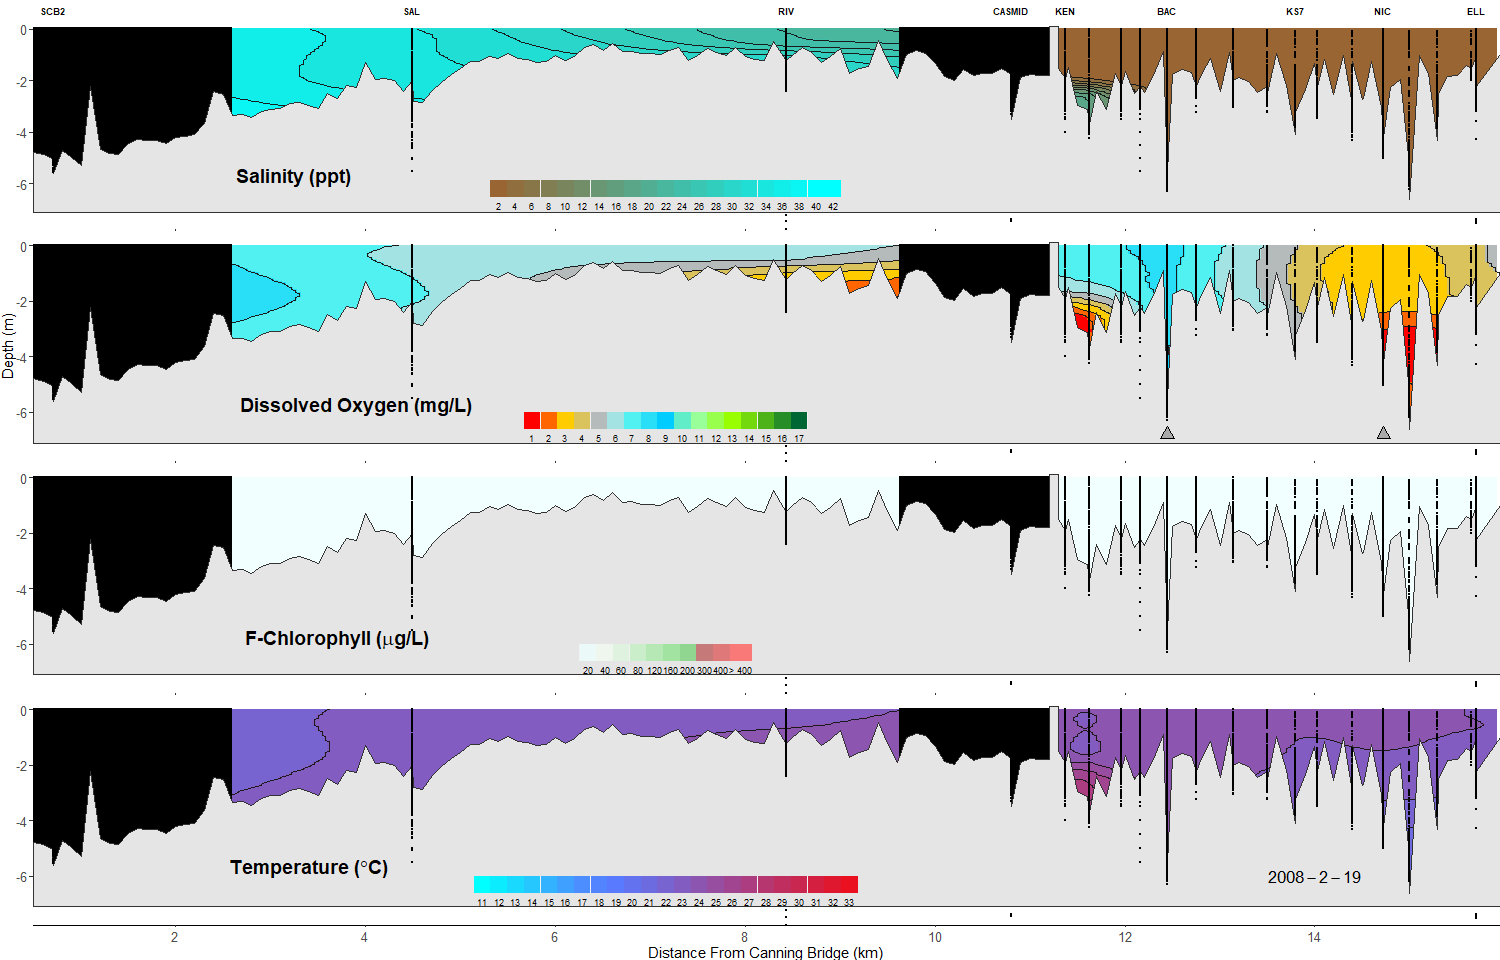 SCB2 SAL RIV CASMID KEN BAC KS7 NIC ELL
0
-2
-4
-6
Salinity (ppt)
2 4 6 8 10 12 14 16 18 20 22 24 26 28 30 32 34 36 38 40 42
0
-2
-4
-6
Depth (m)
Dissolved Oxygen (mg/L)
1 2 3 4 5 6 7 8 9 10 11 12 13 14 15 16 17
0
-2
-4
-6
F-Chlorophyll (µg/L)
20 40 60 80 120 160 200 300 400 > 400
0
-2
-4
-6
Temperature (°C)
2008 – 2 – 19
11 12 13 14 15 16 17 18 19 20 21 22 23 24 25 26 27 28 29 30 31 32 33
2 4 6 8 10 12 14
Distance From Canning Bridge (km)